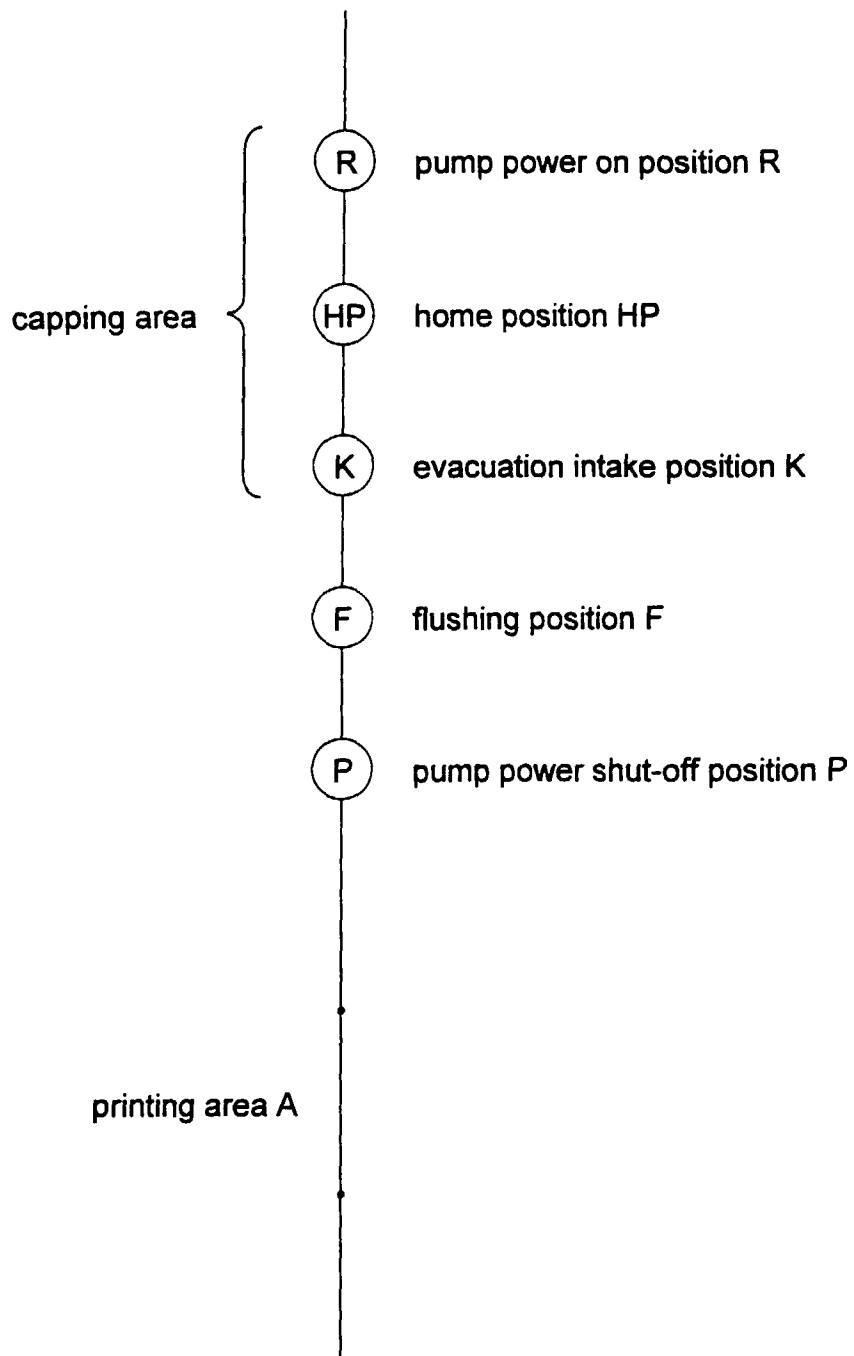 R pump power on position R
capping area
HP home position HP
K evacuation intake position K
F flushing position F
P pump power shut-off position P
printing area A